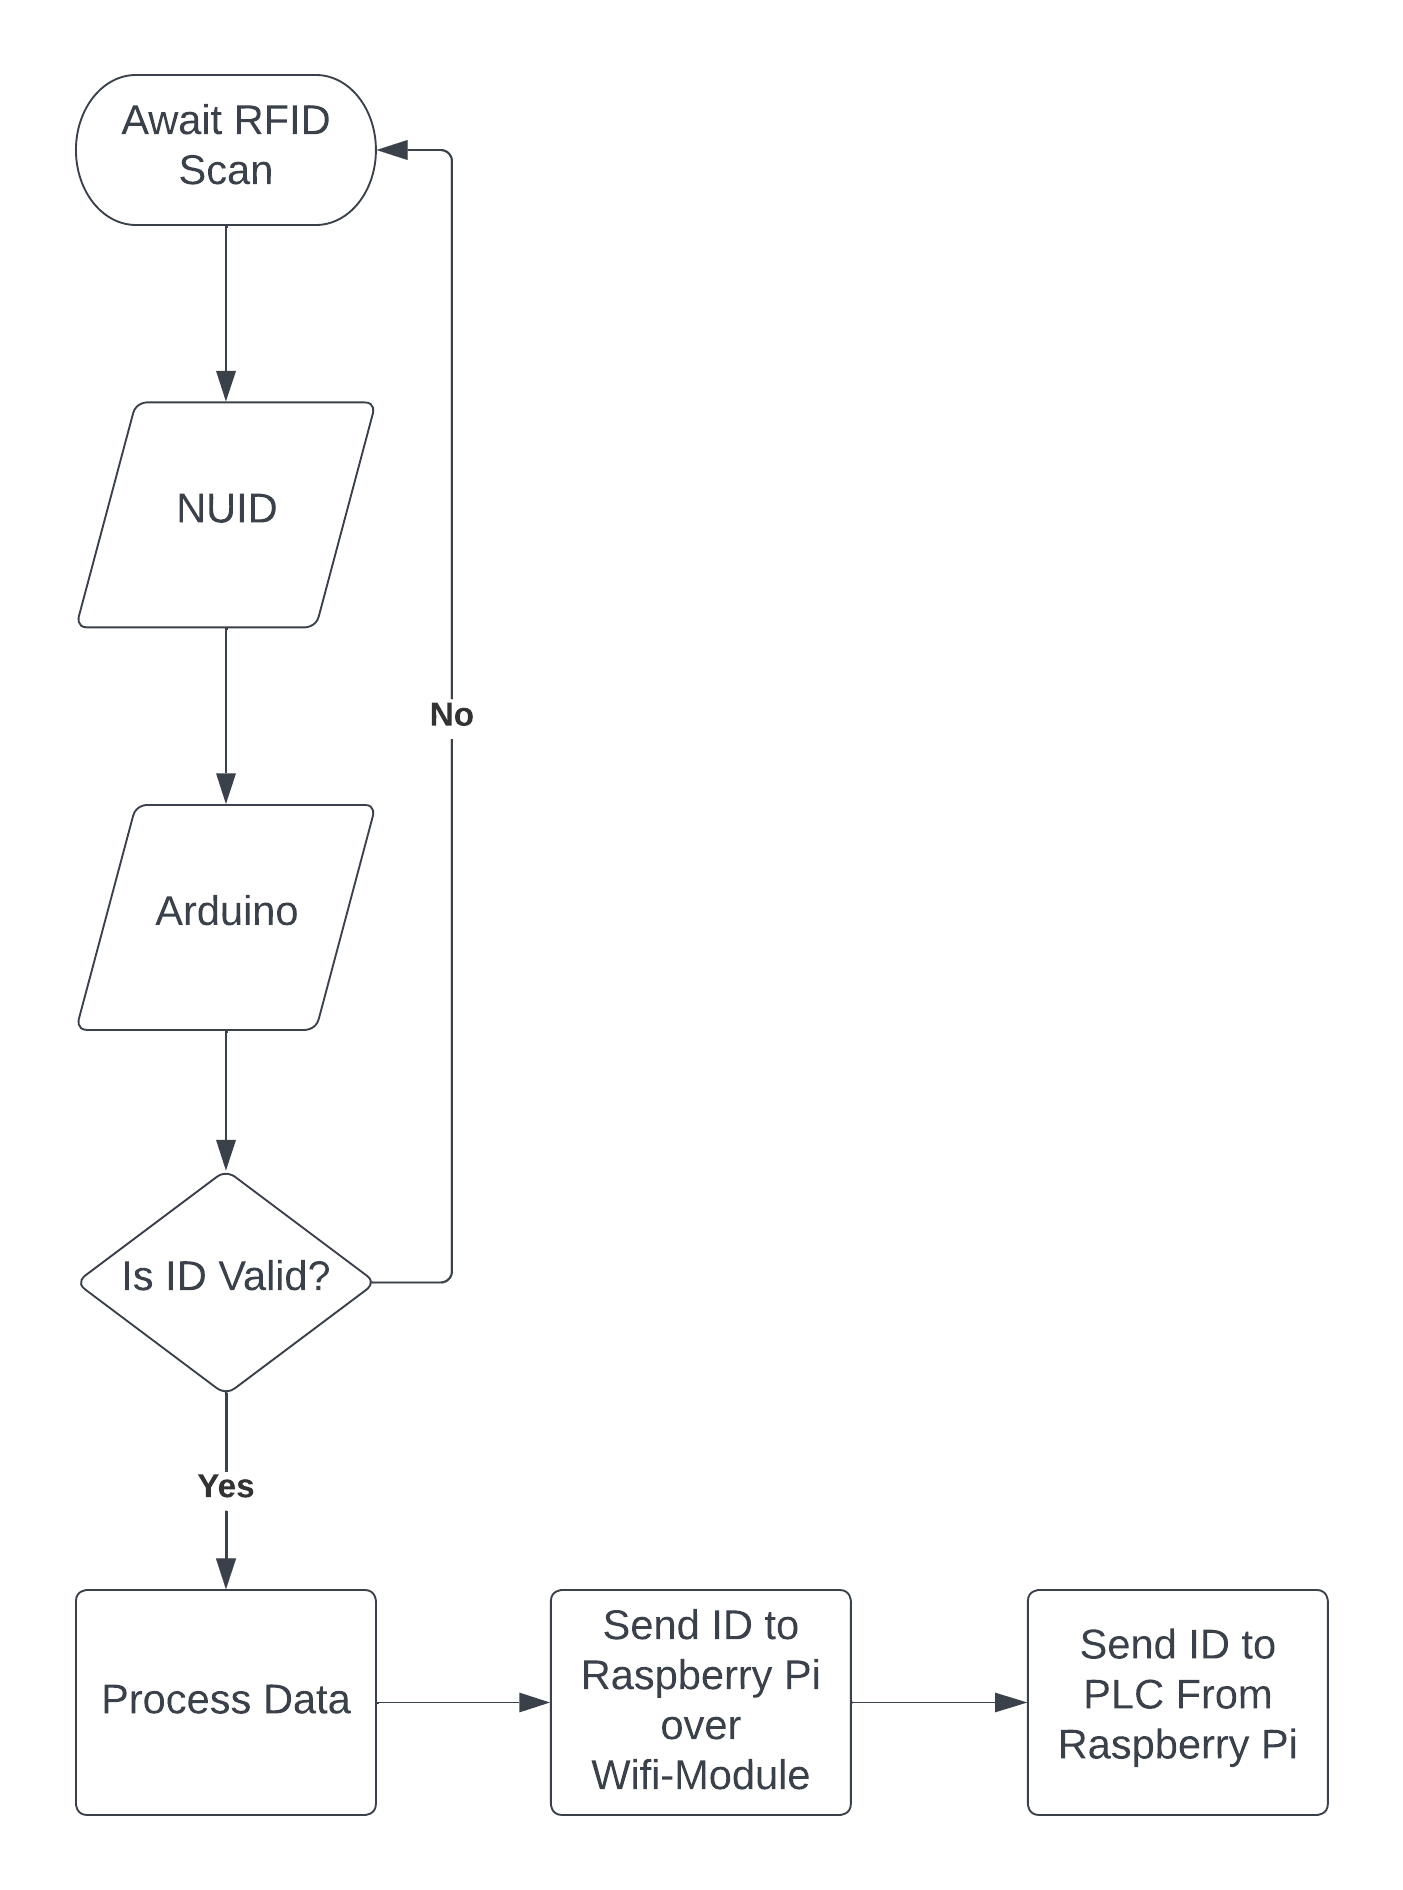 Await RFID
Scan
NUID
No
Arduino
Is ID Valid?
Yes
Process Data
Send ID to
Raspberry Pi
over
Wifi-Module
Send ID to
PLC From
Raspberry Pi